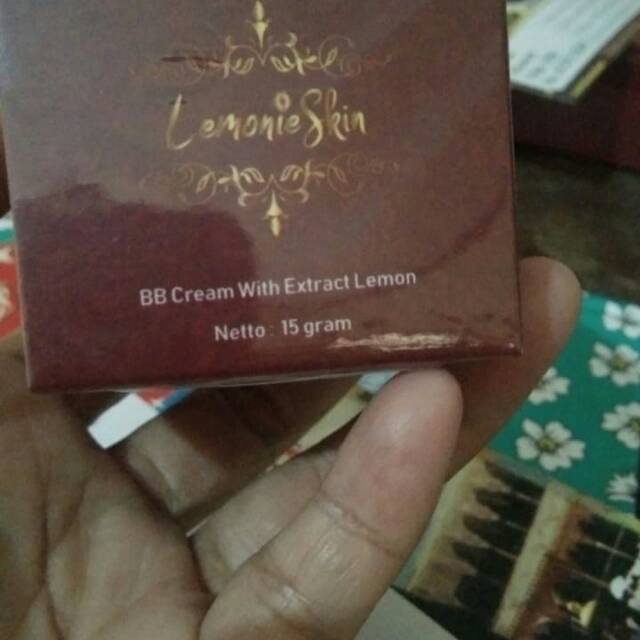 LemonieSkin
BB Cream With Extract Lemon
Netto : 15 gram